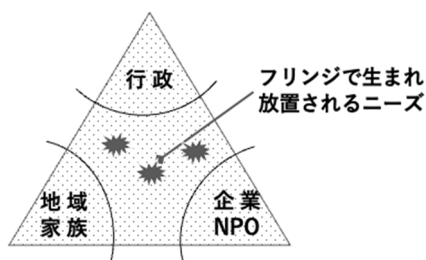 行政
フリンジで生まれ
放置されるニーズ
地域
家族
企業
NPO